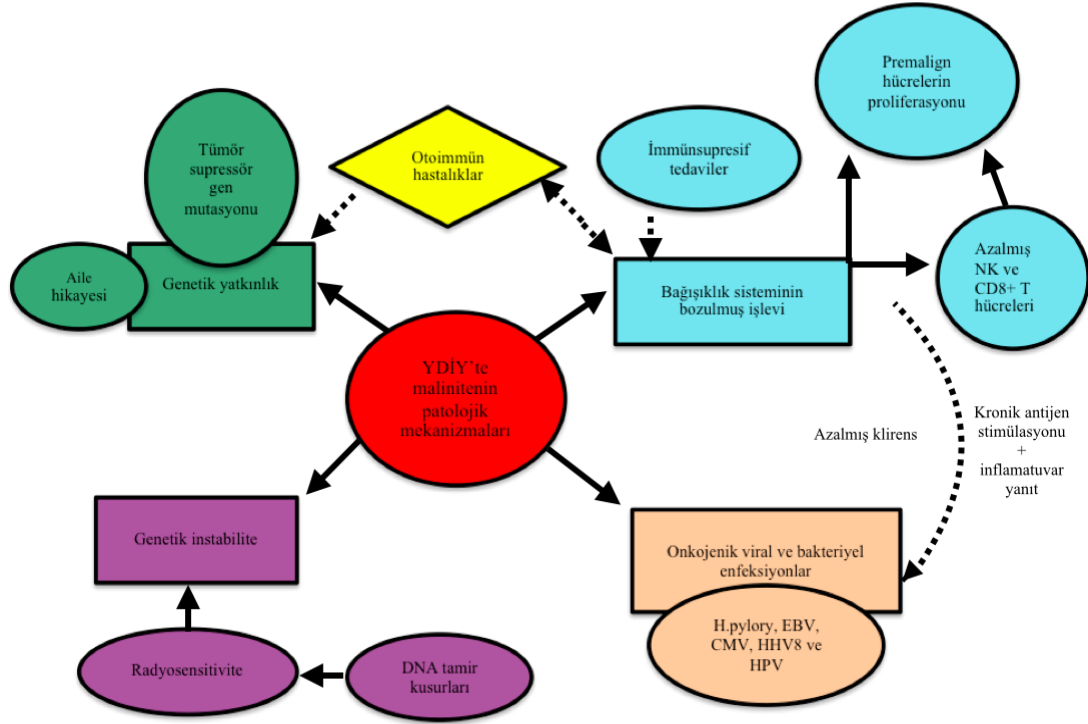 Premalign
hücrelerin
proliferasyonu
Tümör
supressör
gen
mutasyonu
Otoimmün
hastalıklar
İmmünsupresif
tedaviler
Aile
hikayesi
Genetik yatkınlık
Bağışıklık sisteminin
bozulmuş işlevi
Azalmış
NK ve
CD8+ T
hücreleri
YDİY’te
malinitenin
patolojik
mekanizmaları
Azalmış klirens
Kronik antijen
stimülasyonu
+
inflamatuvar
yanıt
Genetik instabilite
Onkojenik viral ve bakteriyel
enfeksiyonlar
H.pylory, EBV,
CMV, HHV8 ve
HPV
Radyosensitivite
DNA tamir
kusurları